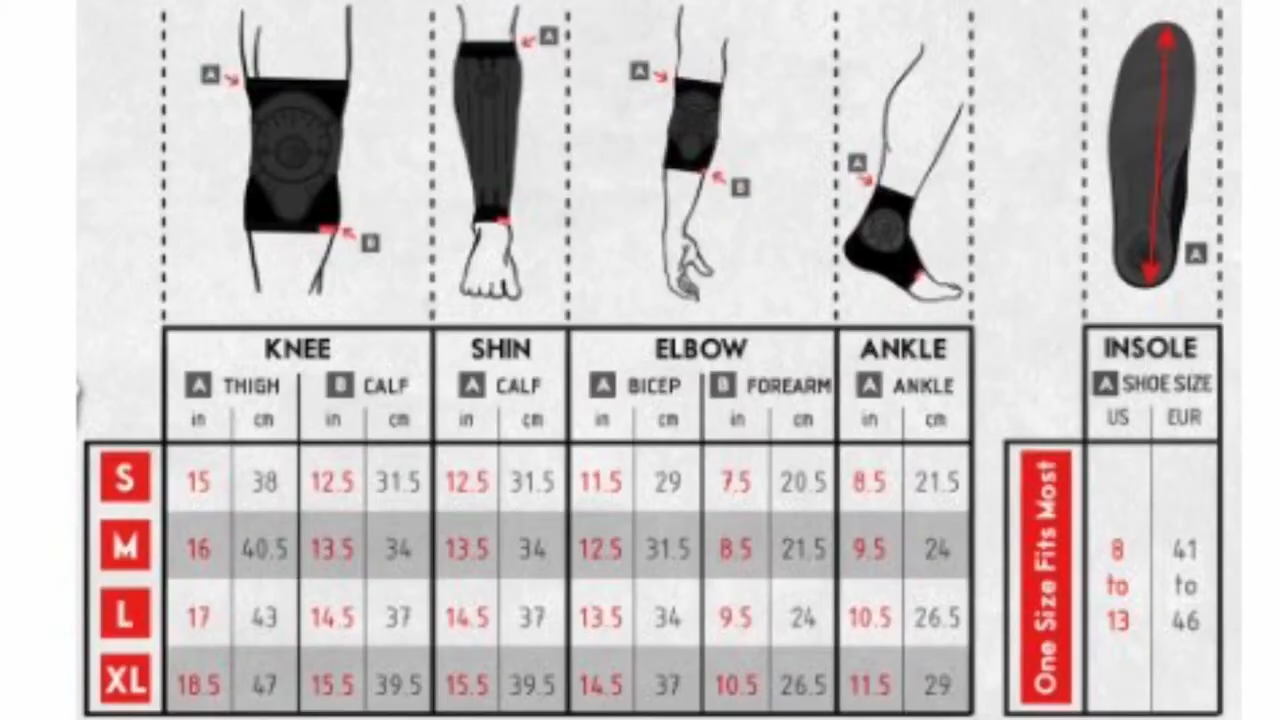 A
A
A
A
B
B
A
KNEE SHIN ELBOW ANKLE INSOLE
A THIGH B CALF A CALF A BICEP B FOREARM A ANKLE A SHOE SIZE
in cm in cm in cm in cm in cm in cm US EUR
S 15 38 12.5 31.5 12.5 31.5 11.5 29 7.5 20.5 8.5 21.5
M 16 40.5 13.5 34 13.5 34 12.5 31.5 8.5 21.5 9.5 24
L 17 43 14.5 37 14.5 37 13.5 34 9.5 24 10.5 26.5
XL 18.5 47 15.5 39.5 15.5 39.5 14.5 37 10.5 26.5 11.5 29
One Size Fits Most
8 41
to to
13 46